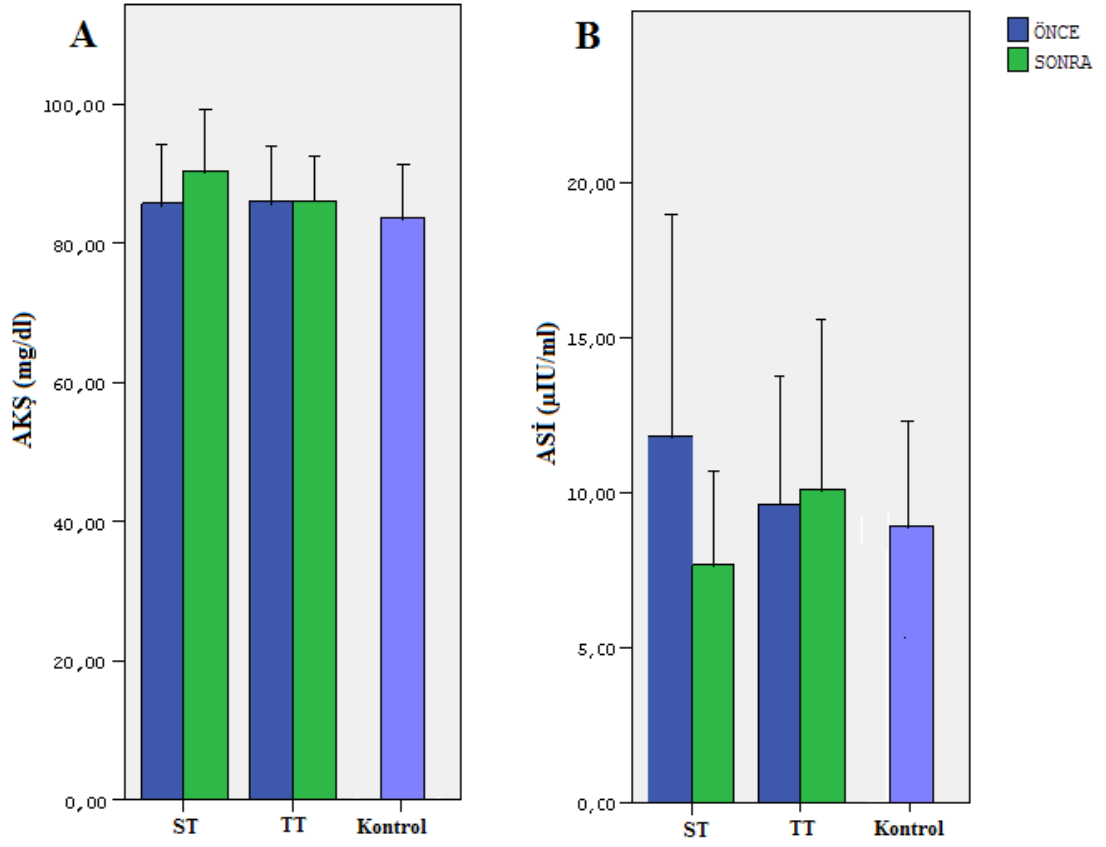 A
AKŞ (mg/dl)
100,00
80,00
60,00
40,00
20,00
0,00
ST
TT
Kontrol
B
ASİ (µIU/ml)
20,00
15,00
10,00
5,00
0,00
ST
TT
Kontrol
ÖNCE
SONRA